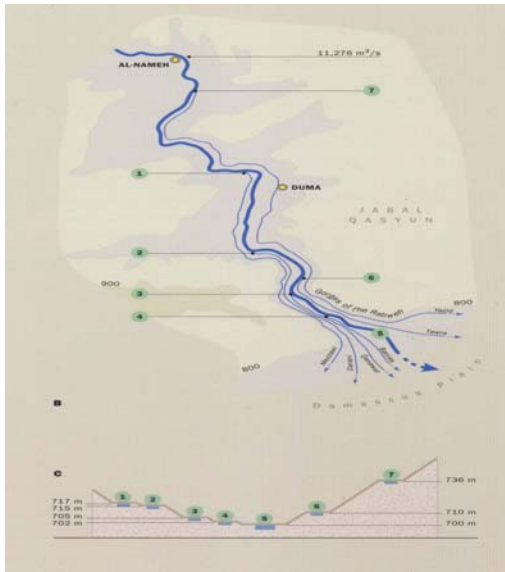 11,276 m³/s
AL-NAMEH
7
1
DUMA
JABAL
QASYUN
2
900
6
3
Gorges of the Rabweh
800
4
Yazid
5
Tawra
Mezzawi
Darani
Qanawat
Banyas
800
Damascus Plain
B
C
7
736 m
1
2
717 m
715 m
3
4
5
6
705 m
710 m
702 m
700 m